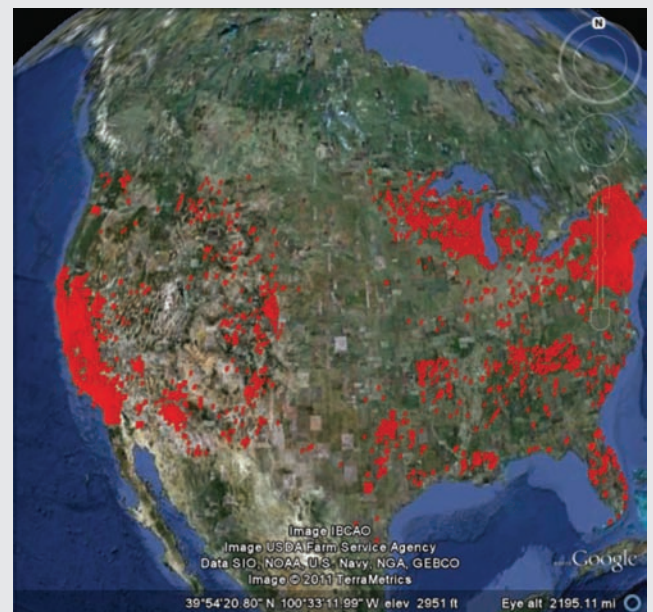 N
Image IBCAO
Image USDA Farm Service Agency
Data SIO, NOAA, U.S. Navy, NGA, GEBCO
Image © 2011 TerraMetrics
Google
39°54'20.80" N 100°33'11.99" W elev 2951 ft Eye alt 2195.11 mi